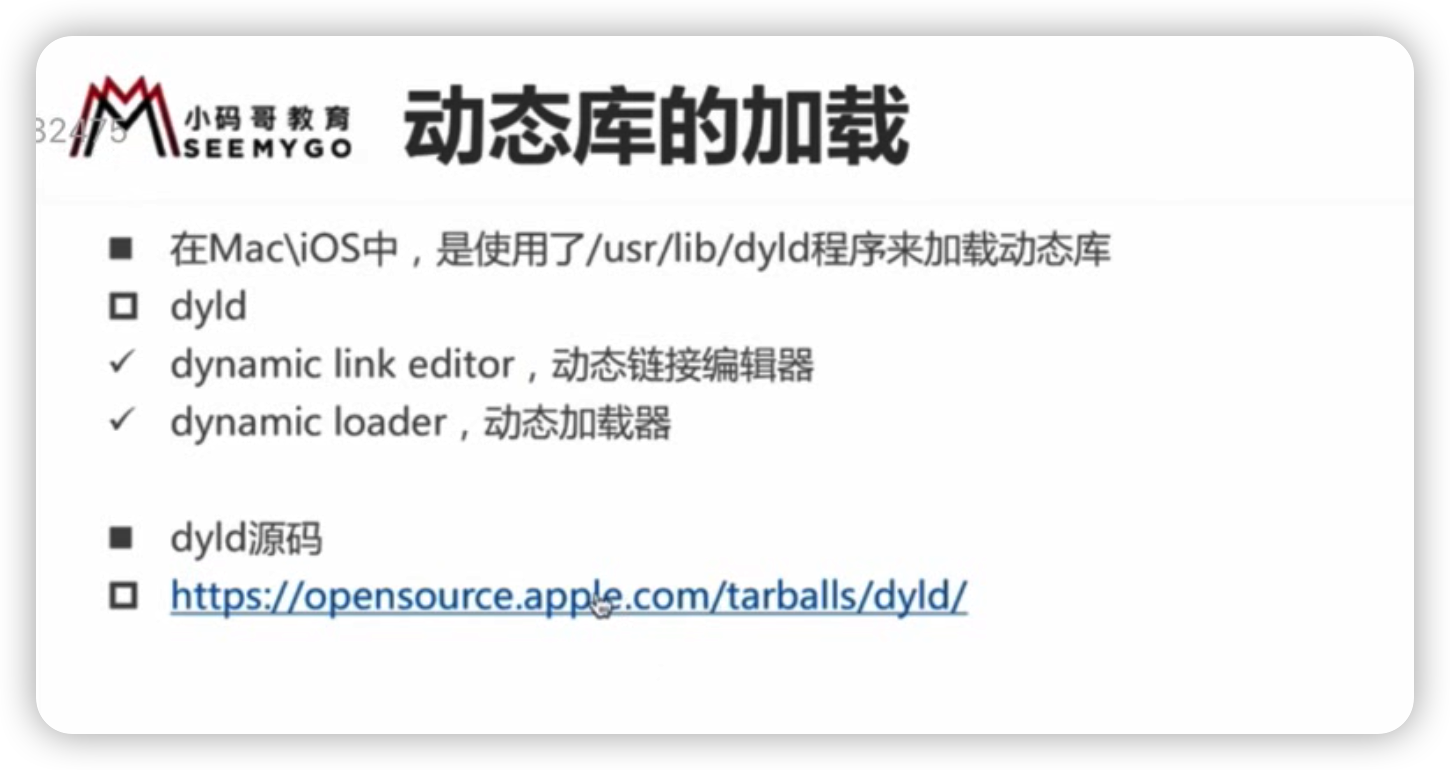 32475
小码哥教育
SEEMYGO
动态库的加载
在Mac\iOS中，是使用了/usr/lib/dyld程序来加载动态库
dyld
dynamic link editor，动态链接编辑器
dynamic loader，动态加载器
dyld源码
https://opensource.apple.com/tarballs/dyld/